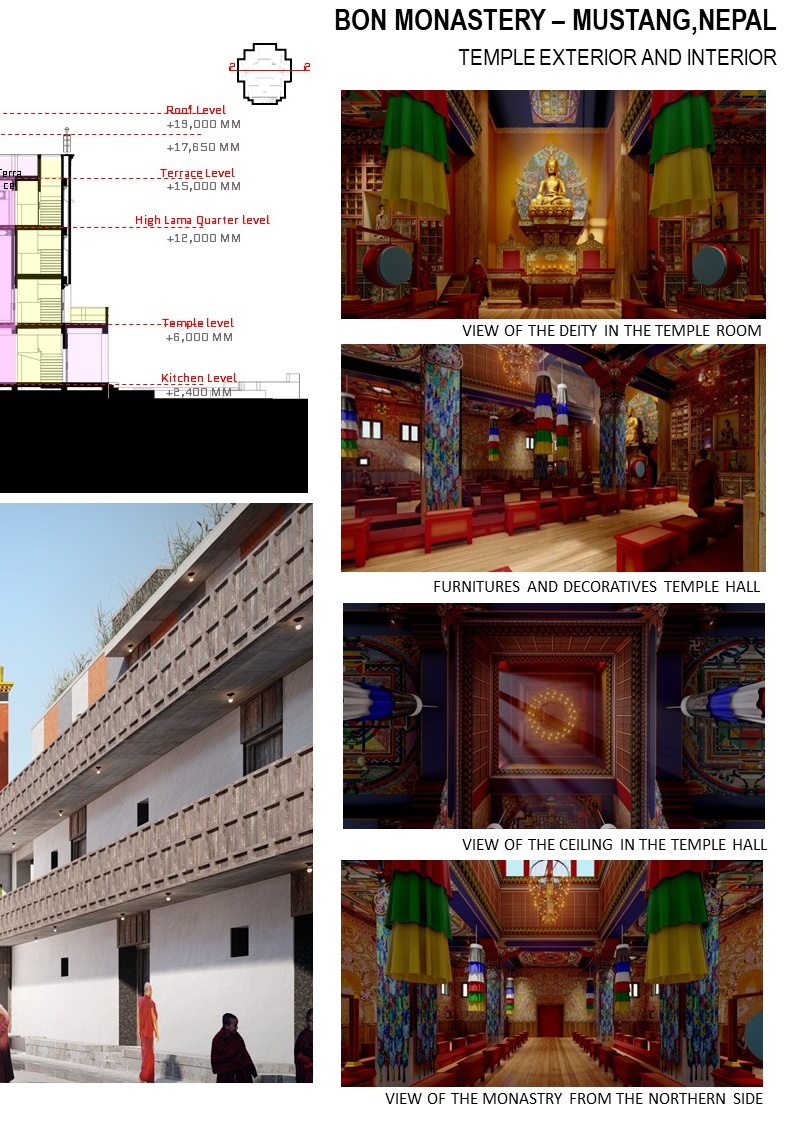 BON MONASTERY – MUSTANG,NEPAL
TEMPLE EXTERIOR AND INTERIOR
2 2
Roof Level
+19,000 MM
+17,650 MM
Terrace Level
+15,000 MM
Terra
ce
High Lama Quarter level
+12,000 MM
Temple level
+6,000 MM
Kitchen Level
+2,400 MM
VIEW OF THE DEITY IN THE TEMPLE ROOM
FURNITURES AND DECORATIVES TEMPLE HALL
VIEW OF THE CEILING IN THE TEMPLE HALL
VIEW OF THE MONASTRY FROM THE NORTHERN SIDE